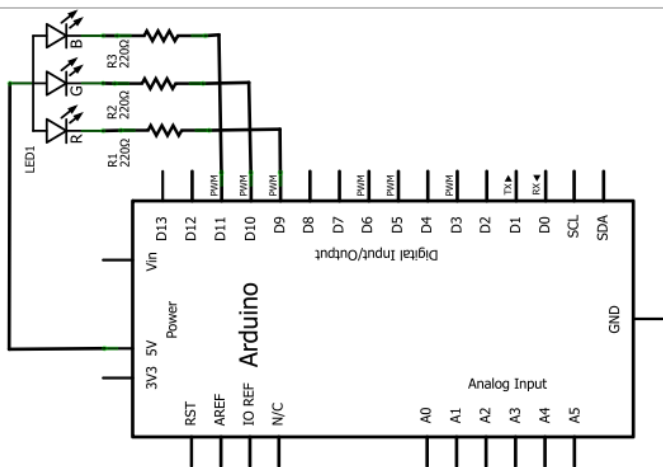 B
R3
220Ω
G
R2
220Ω
R
R1
220Ω
LED1
PWM PWM PWM PWM PWM PWM TX▶ RX◀
D13 D12 D11 D10 D9 D8 D7 D6 D5 D4 D3 D2 D1 D0 SCL SDA
Digital Input/Output
Vin
Power
5V
3V3
Arduino
GND
Analog Input
RST AREF IO REF N/C A0 A1 A2 A3 A4 A5